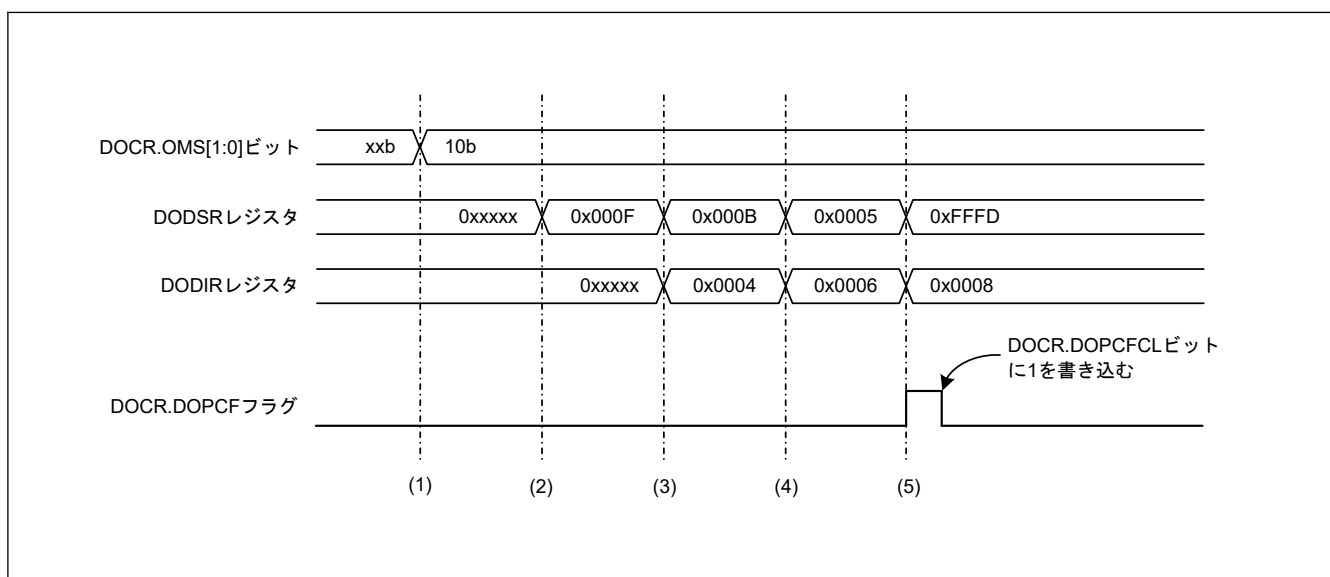 DOCR.OMS[1:0]ビット xxb 10b
DODSRレジスタ 0xxxxx 0x000F 0x000B 0x0005 0xFFFD
DODIRレジスタ 0xxxxx 0x0004 0x0006 0x0008
DOCR.DOPCFCLビット
に1を書き込む
DOCR.DOPCFフラグ
(1) (2) (3) (4) (5)